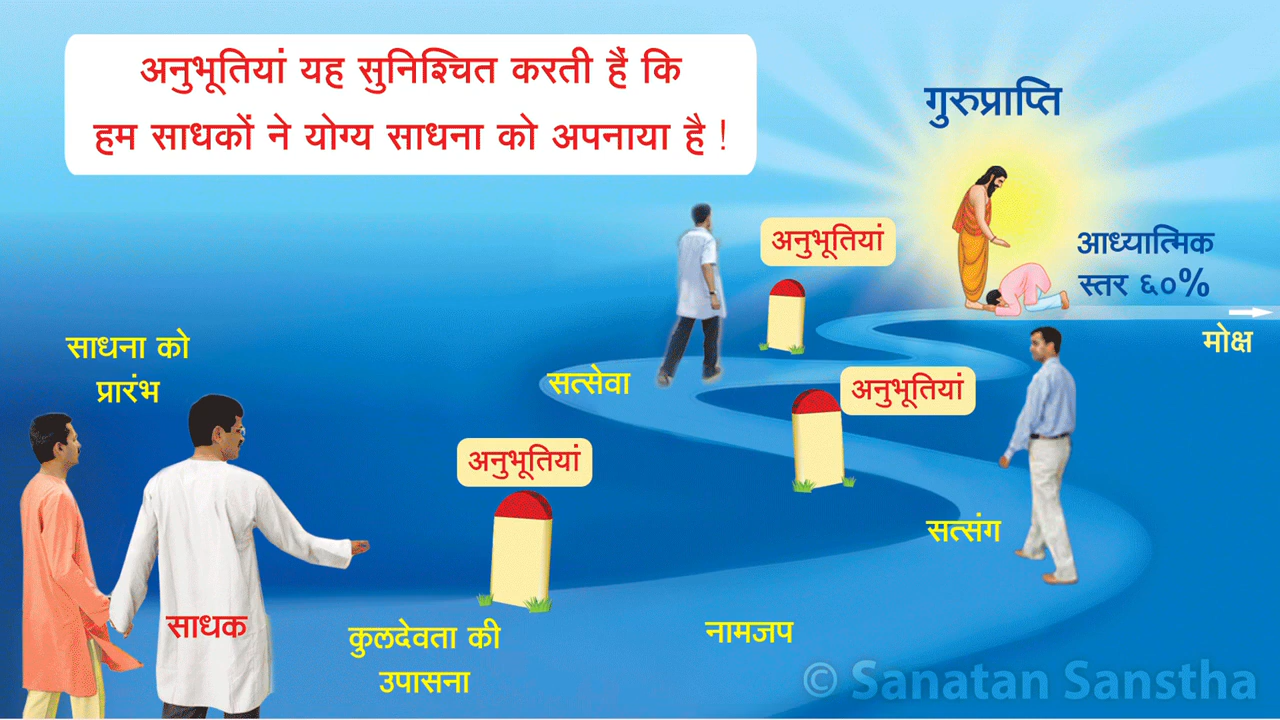 अनुभूतियां यह सुनिश्चित करती हैं कि
हम साधकों ने योग्य साधना को अपनाया है !
गुरुप्राप्ति
अनुभूतियां
आध्यात्मिक
स्तर ६०%
मोक्ष
साधना को
प्रारंभ
सत्सेवा
अनुभूतियां
अनुभूतियां
सत्संग
साधक
कुलदेवता की
उपासना
नामजप
© Sanatan Sanstha